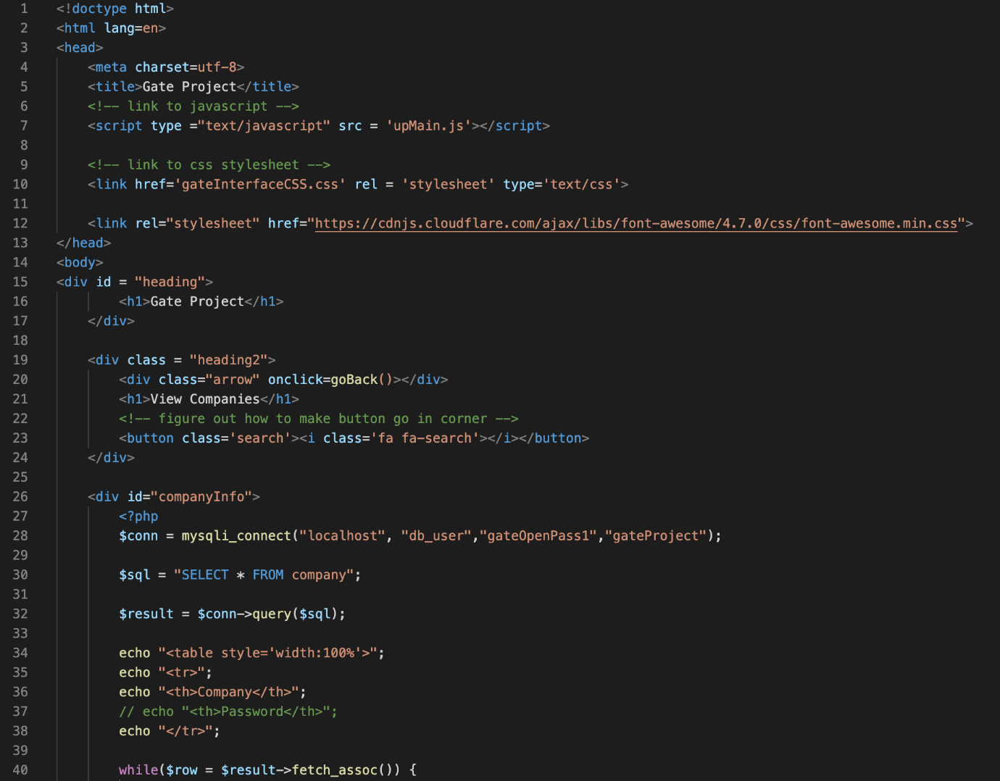 1 <!doctype html>
2 <html lang=en>
3 <head>
4 <meta charset=utf-8>
5 <title>Gate Project</title>
6 <!-- link to javascript -->
7 <script type ="text/javascript" src = 'upMain.js'></script>
8
9 <!-- link to css stylesheet -->
10 <link href='gateInterfaceCSS.css' rel = 'stylesheet' type='text/css'>
11
12 <link rel="stylesheet" href="https://cdnjs.cloudflare.com/ajax/libs/font-awesome/4.7.0/css/font-awesome.min.css">
13 </head>
14 <body>
15 <div id = "heading">
16 <h1>Gate Project</h1>
17 </div>
18
19 <div class = "heading2">
20 <div class="arrow" onclick=goBack()></div>
21 <h1>View Companies</h1>
22 <!-- figure out how to make button go in corner -->
23 <button class='search'><i class='fa fa-search'></i></button>
24 </div>
25
26 <div id="companyInfo">
27 <?php
28 $conn = mysqli_connect("localhost", "db_user","gateOpenPass1","gateProject");
29
30 $sql = "SELECT * FROM company";
31
32 $result = $conn->query($sql);
33
34 echo "<table style='width:100%'>";
35 echo "<tr>";
36 echo "<th>Company</th>";
37 // echo "<th>Password</th>";
38 echo "</tr>";
39
40 while($row = $result->fetch_assoc()) {